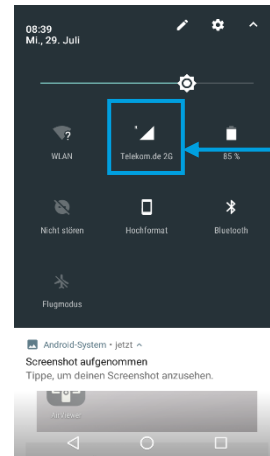 08:39
Mi., 29. Juli
WLAN
Telekom.de 2G
85 %
Nicht stören
Hochformat
Bluetooth
Flugmodus
Android-System • jetzt
Screenshot aufgenommen
Tippe, um deinen Screenshot anzusehen.